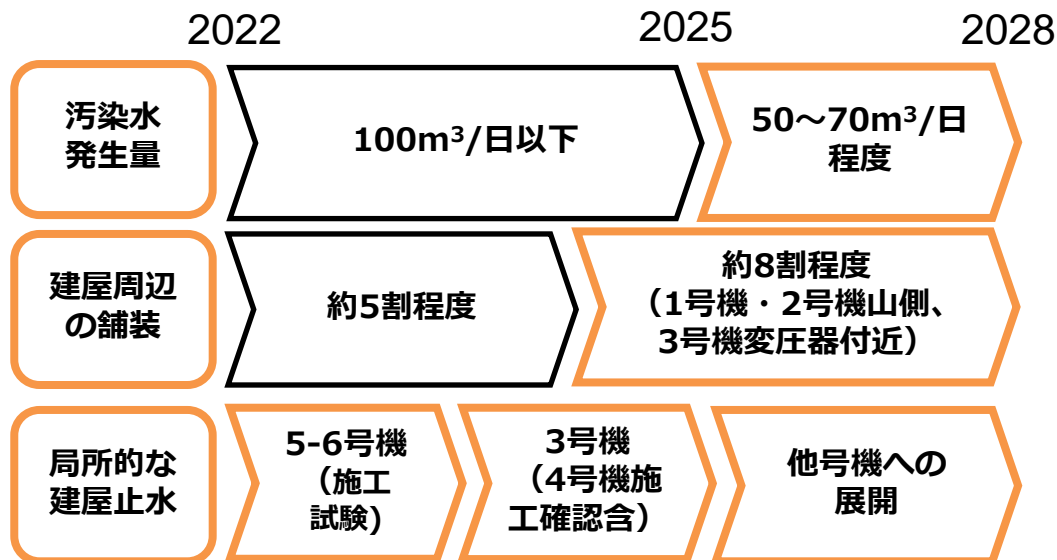 2022
2025
2028
汚染水
発生量
100m³/日以下
50～70m³/日
程度
建屋周辺
の舗装
約5割程度
約8割程度
（1号機・2号機山側、
3号機変圧器付近）
局所的な
建屋止水
5-6号機
（施工
試験)
3号機
（4号機施
工確認含）
他号機への
展開